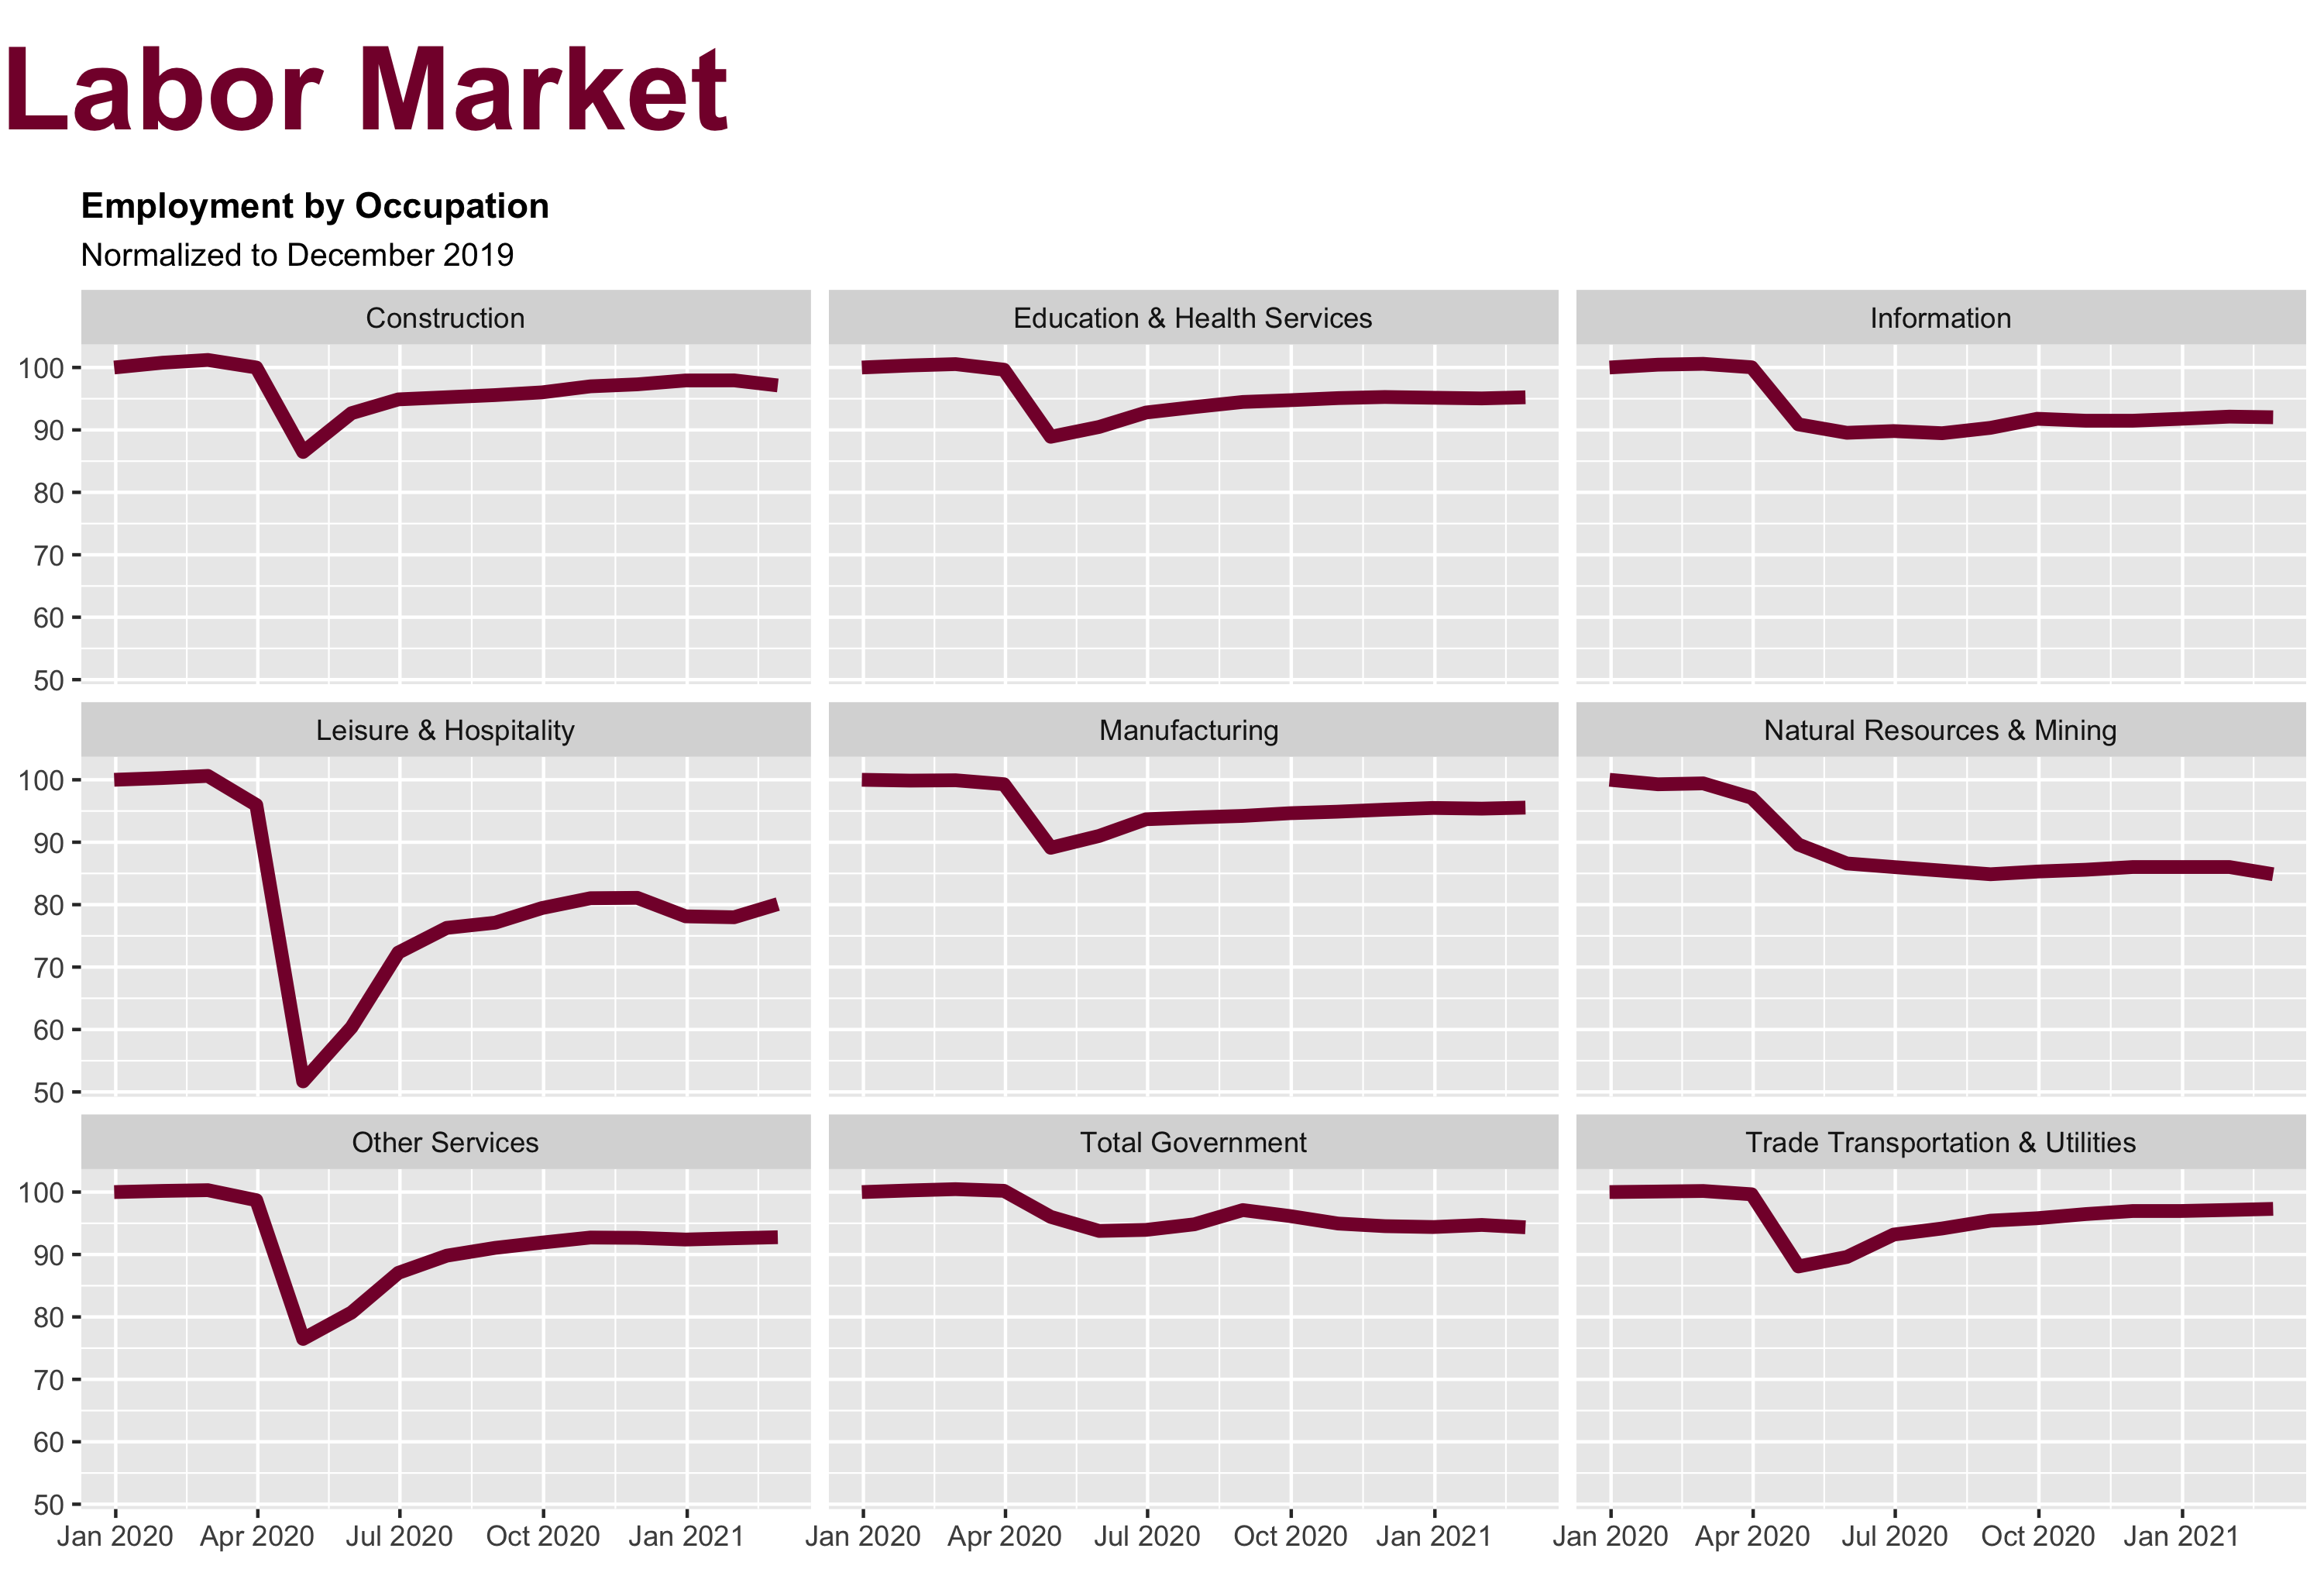 Labor Market
Employment by Occupation
Normalized to December 2019
Construction
Education & Health Services
Information
100
90
80
70
60
50
Leisure & Hospitality
Manufacturing
Natural Resources & Mining
100
90
80
70
60
50
Other Services
Total Government
Trade Transportation & Utilities
100
90
80
70
60
50
Jan 2020 Apr 2020 Jul 2020 Oct 2020 Jan 2021
Jan 2020 Apr 2020 Jul 2020 Oct 2020 Jan 2021
Jan 2020 Apr 2020 Jul 2020 Oct 2020 Jan 2021